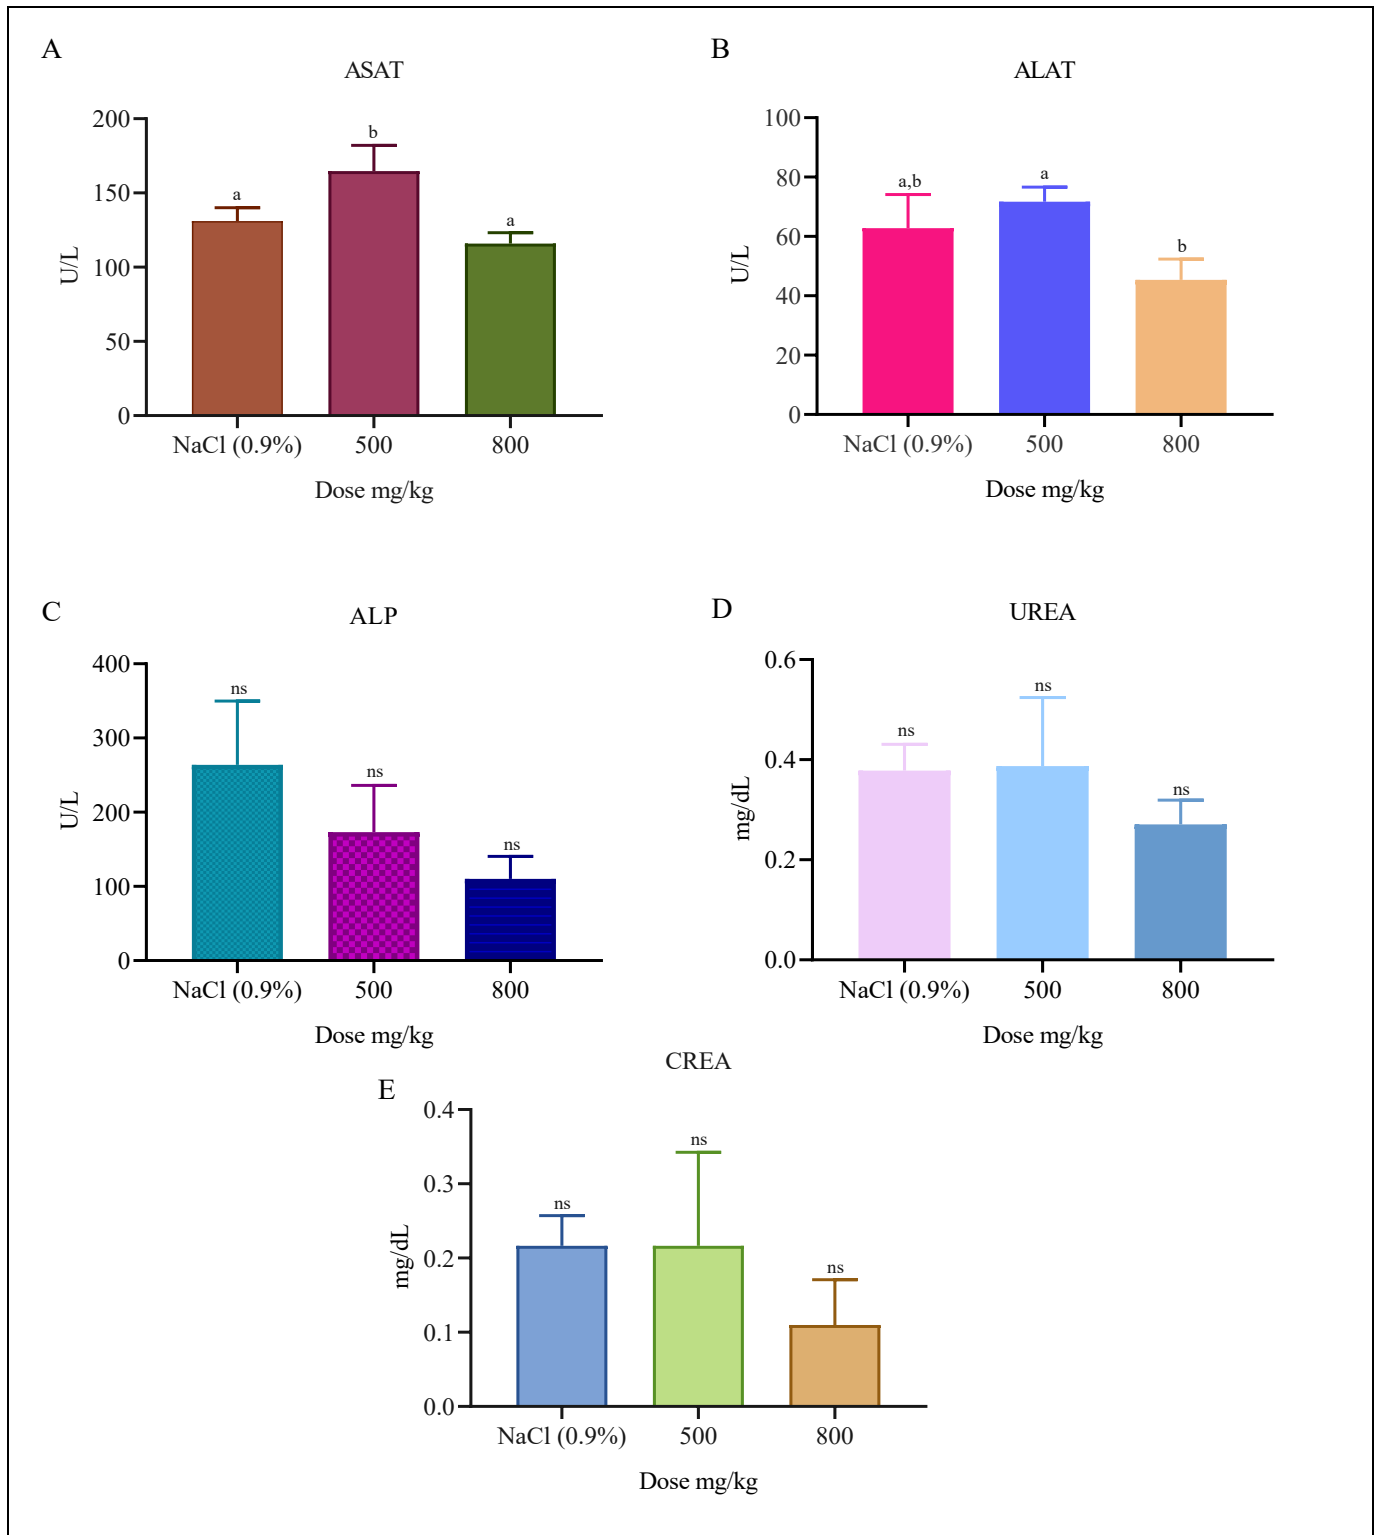 A
ASAT
200
150
100
50
0
U/L
a
b
a
NaCl (0.9%) 500 800
Dose mg/kg
B
ALAT
100
80
60
40
20
0
U/L
a,b
a
b
NaCl (0.9%) 500 800
Dose mg/kg
C
ALP
400
300
200
100
0
U/L
ns
ns
ns
NaCl (0.9%) 500 800
Dose mg/kg
D
UREA
0.6
0.4
0.2
0.0
mg/dL
ns
ns
ns
NaCl (0.9%) 500 800
Dose mg/kg
E
CREA
0.4
0.3
0.2
0.1
0.0
mg/dL
ns
ns
ns
NaCl (0.9%) 500 800
Dose mg/kg